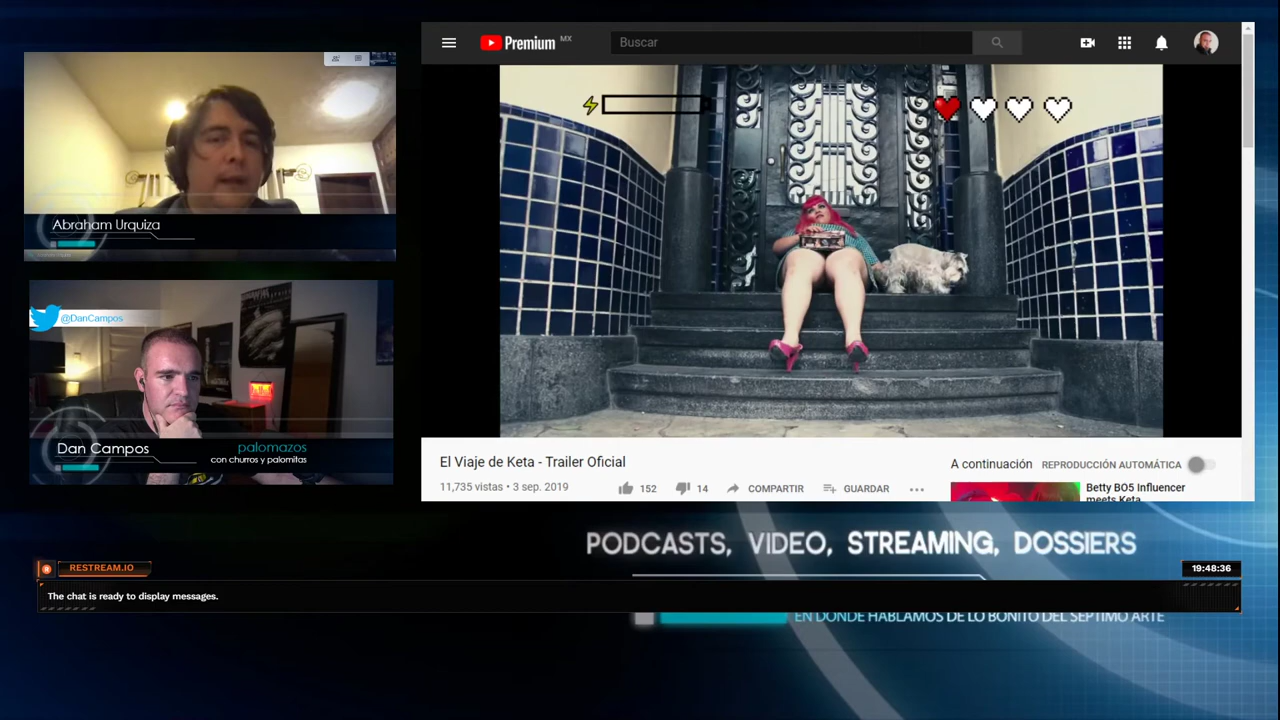 Premium MX
Buscar
Abraham Urquiza
@DanCampos
Dan Campos
palomazos
con churros y palomitas
El Viaje de Keta - Trailer Oficial
11,735 vistas • 3 sep. 2019
152
14
COMPARTIR
GUARDAR
A continuación
REPRODUCCIÓN AUTOMÁTICA
Betty BO5 Influencer
meets Keta
PODCASTS, VIDEO, STREAMING, DOSSIERS
RESTREAM.IO
19:48:36
The chat is ready to display messages.
EN DONDE HABLAMOS DE LO BONITO DEL SÉPTIMO ARTE